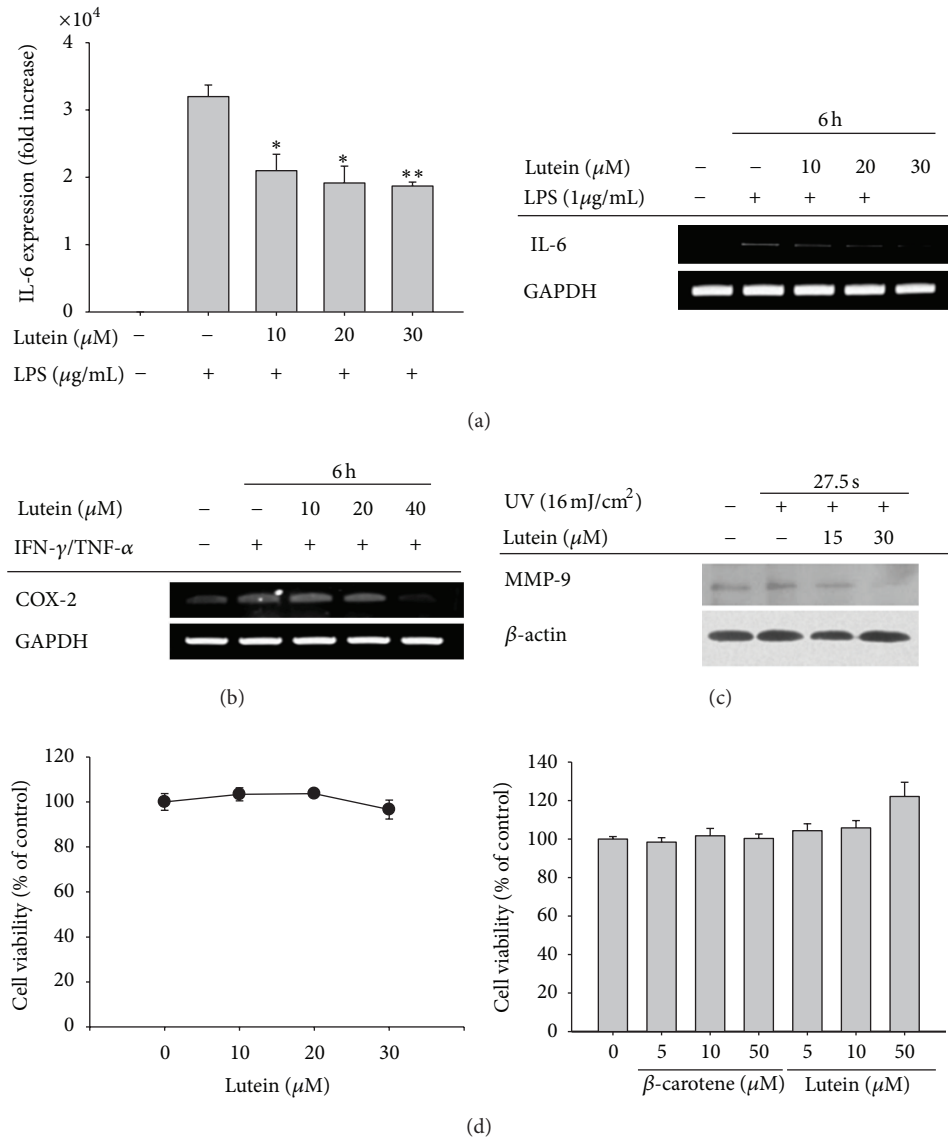 ×10⁴
4
3
2
1
0
IL-6 expression (fold increase)
* * **
Lutein (μM) − − 10 20 30
LPS (μg/mL) − + + + +
6 h
Lutein (μM) − − 10 20 30
LPS (1μg/mL) − + + +
IL-6
GAPDH
(a)
6 h
Lutein (μM) − − 10 20 40
IFN-γ/TNF-α − + + + +
COX-2
GAPDH
(b)
27.5 s
UV (16 mJ/cm²) − + + +
Lutein (μM) − − 15 30
MMP-9
β-actin
(c)
120
100
80
60
40
20
0
Cell viability (% of control)
0 10 20 30
Lutein (μM)
140
120
100
80
60
40
20
0
Cell viability (% of control)
0 5 10 50 5 10 50
β-carotene (μM) Lutein (μM)
(d)